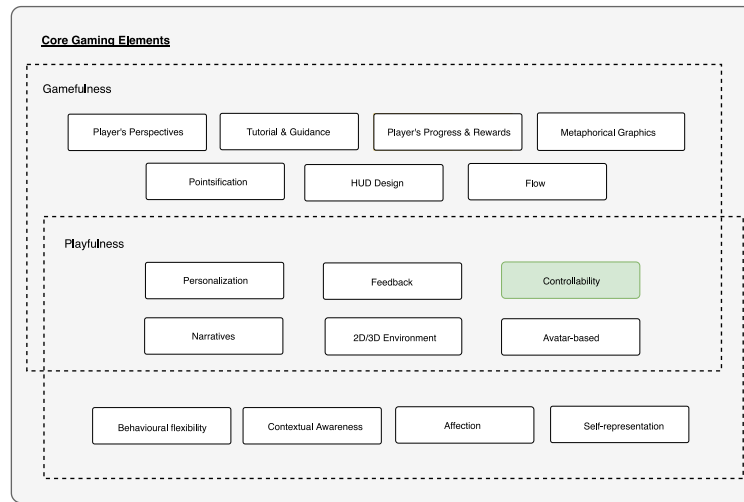 Core Gaming Elements
Gamefulness
Player's Perspectives
Tutorial & Guidance
Player's Progress & Rewards
Metaphorical Graphics
Pointsification
HUD Design
Flow
Playfulness
Personalization
Feedback
Controllability
Narratives
2D/3D Environment
Avatar-based
Behavioural flexibility
Contextual Awareness
Affection
Self-representation